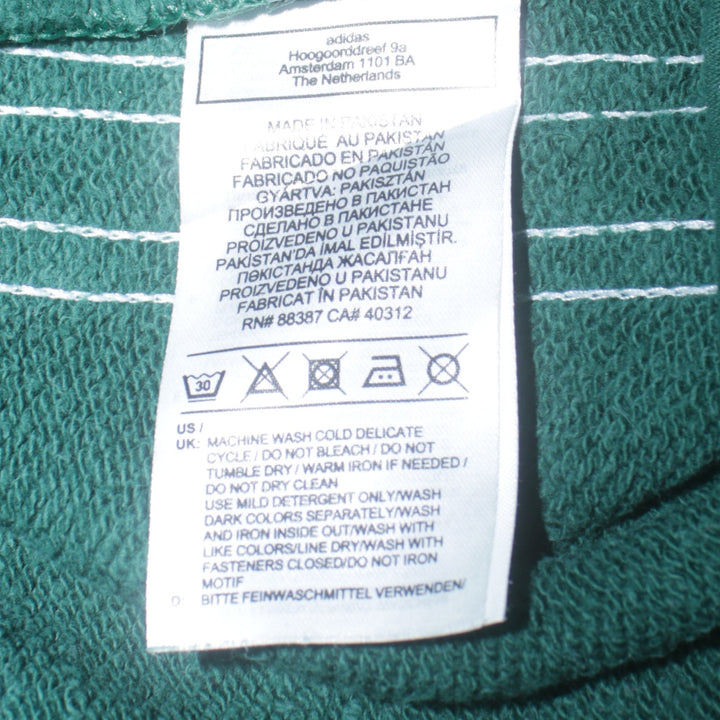 adidas
Hoogoorddreef 9a
Amsterdam 1101 BA
The Netherlands
MADE IN PAKISTAN
FABRIQUÉ AU PAKISTAN
FABRICADO EN PAKISTÁN
FABRICADO NO PAQUISTÃO
GYÁRTVA: PAKISZTÁN
ПРОИЗВЕДЕНО В ПАКИСТАН
СДЕЛАНО В ПАКИСТАНЕ
PROIZVEDENO U PAKISTANU
PAKİSTAN'DA İMAL EDİLMİŞTİR.
ПӘКІСТАНДА ЖАСАЛҒАН
PROIZVEDENO U PAKISTANU
FABRICAT ÎN PAKISTAN
RN# 88387 CA# 40312
30
US /
UK: MACHINE WASH COLD DELICATE
CYCLE / DO NOT BLEACH / DO NOT
TUMBLE DRY / WARM IRON IF NEEDED /
DO NOT DRY CLEAN
USE MILD DETERGENT ONLY/WASH
DARK COLORS SEPARATELY/WASH
AND IRON INSIDE OUT/WASH WITH
LIKE COLORS/LINE DRY/WASH WITH
FASTENERS CLOSED/DO NOT IRON
MOTIF
D: BITTE FEINWASCHMITTEL VERWENDEN/